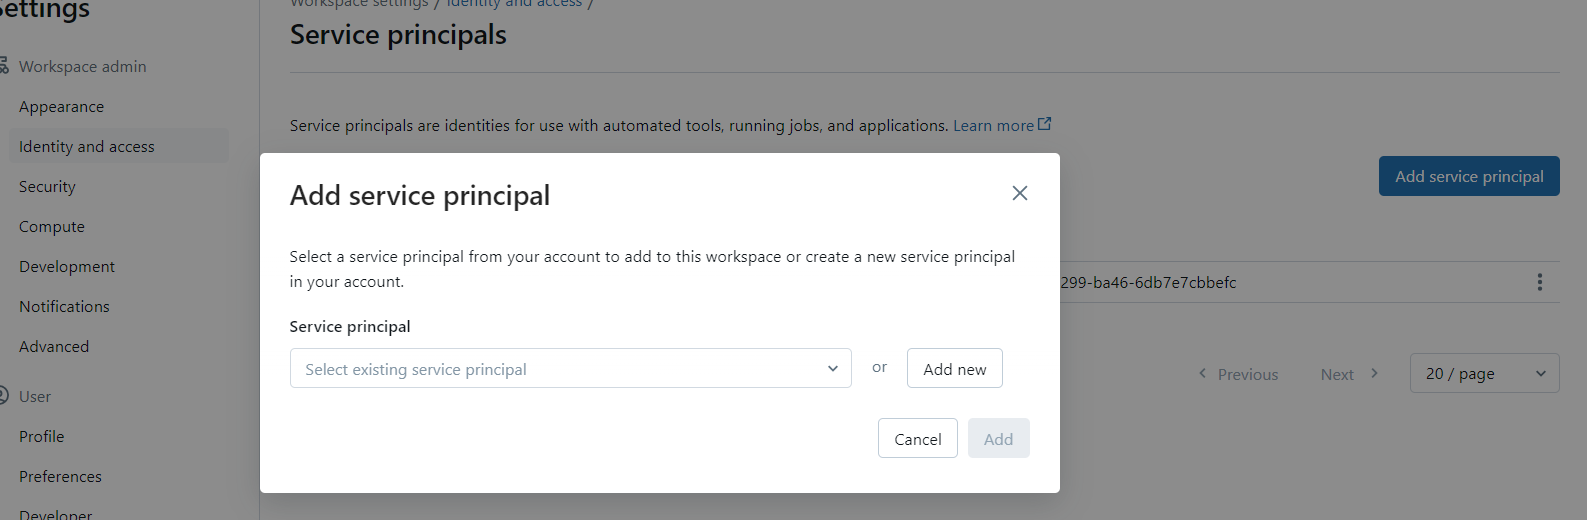 Settings
Workspace admin
Appearance
Identity and access
Security
Compute
Development
Notifications
Advanced
User
Profile
Preferences
Developer
Workspace settings / Identity and access /
Service principals
Service principals are identities for use with automated tools, running jobs, and applications. Learn more
Add service principal
299-ba46-6db7e7cbbefc
Previous
Next
20 / page
Add service principal
Select a service principal from your account to add to this workspace or create a new service principal
in your account.
Service principal
Select existing service principal
or
Add new
Cancel
Add